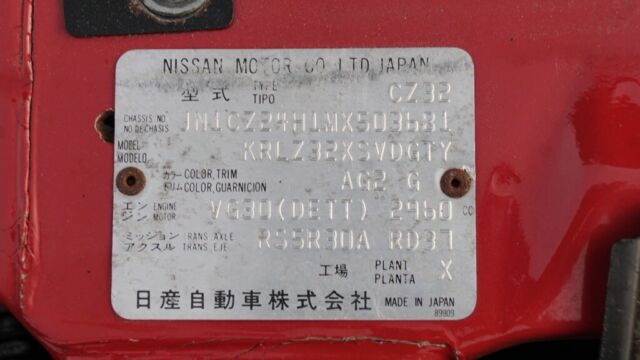 NISSAN MOTOR CO.,LTD.JAPAN
型式 TYPE TIPO CZ32
CHASSIS NO NO DE CHASIS JN1CZ24H1MX503681
MODEL MODELO KRLZ32XSVDGTY
カラー COLOR,TRIM トリム COLOR,GUARNICION AG2 G
エンジン ENGINE MOTOR VG30(DETT) 2960 CC
ミッション アクスル TRANS AXLE TRANS,EJE RS5R30A RD37
工場 PLANT PLANTA X
日産自動車株式会社 MADE IN JAPAN
89909